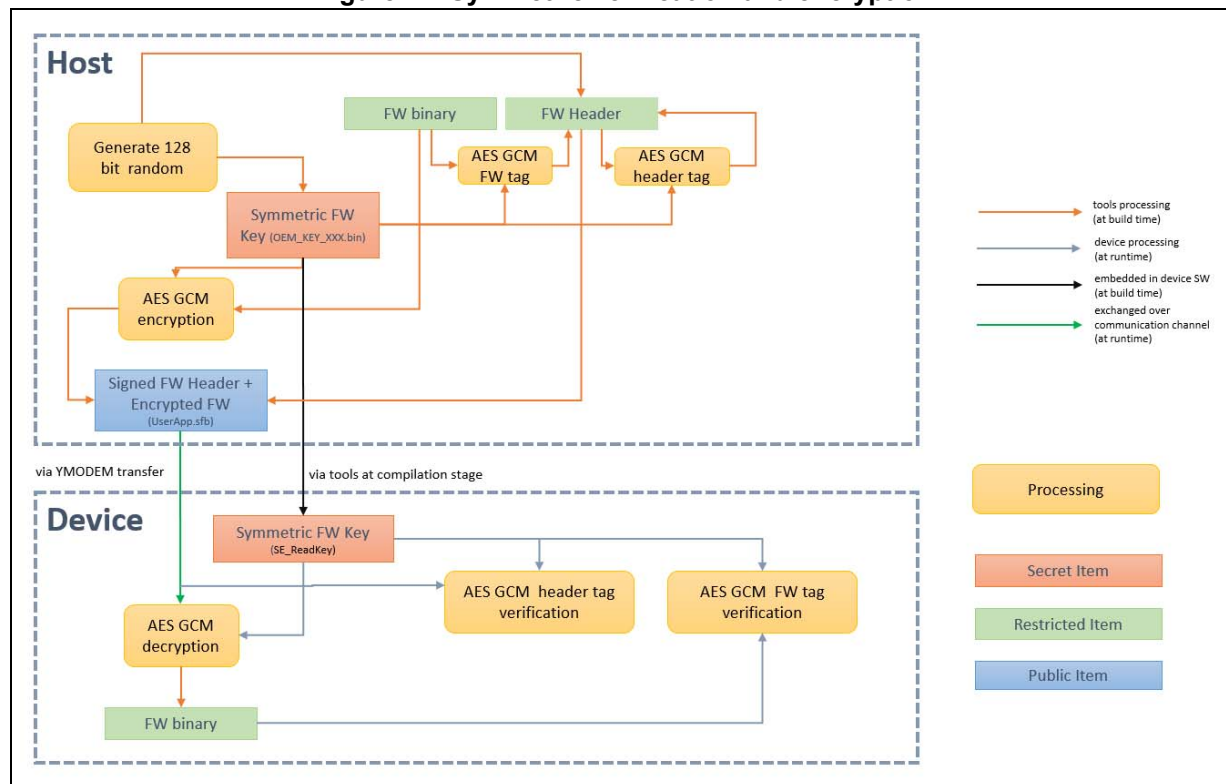 Host
FW binary
FW Header
Generate 128
bit random
AES GCM
FW tag
AES GCM
header tag
Symmetric FW
Key (OEM_KEY_XXX.bin)
AES GCM
encryption
Signed FW Header +
Encrypted FW
(UserApp.sfb)
tools processing
(at build time)
device processing
(at runtime)
embedded in device SW
(at build time)
exchanged over
communication channel
(at runtime)
via YMODEM transfer
via tools at compilation stage
Device
Symmetric FW Key
(SE_ReadKey)
AES GCM header tag
verification
AES GCM FW tag
verification
AES GCM
decryption
FW binary
Processing
Secret Item
Restricted Item
Public Item